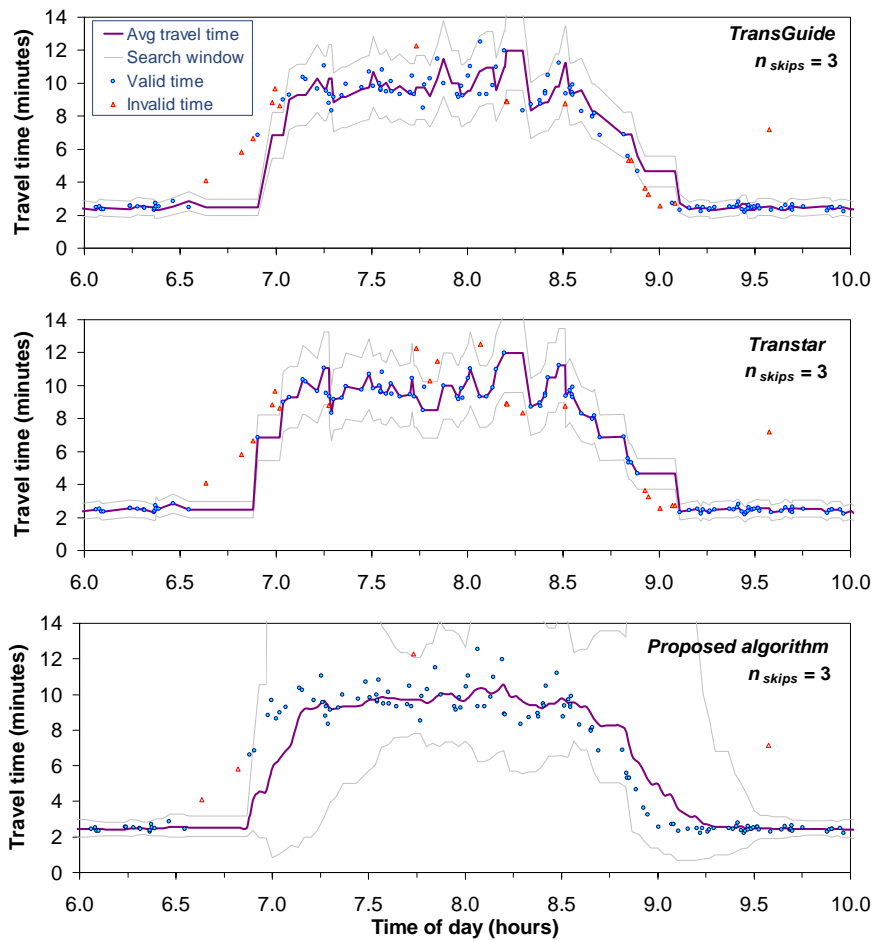 14
12
10
8
6
4
2
0
Travel time (minutes)
Avg travel time
Search window
Valid time
Invalid time
TransGuide
n skips = 3
6.0 6.5 7.0 7.5 8.0 8.5 9.0 9.5 10.0
14
12
10
8
6
4
2
0
Travel time (minutes)
Transtar
n skips = 3
6.0 6.5 7.0 7.5 8.0 8.5 9.0 9.5 10.0
14
12
10
8
6
4
2
0
Travel time (minutes)
Proposed algorithm
n skips = 3
6.0 6.5 7.0 7.5 8.0 8.5 9.0 9.5 10.0
Time of day (hours)